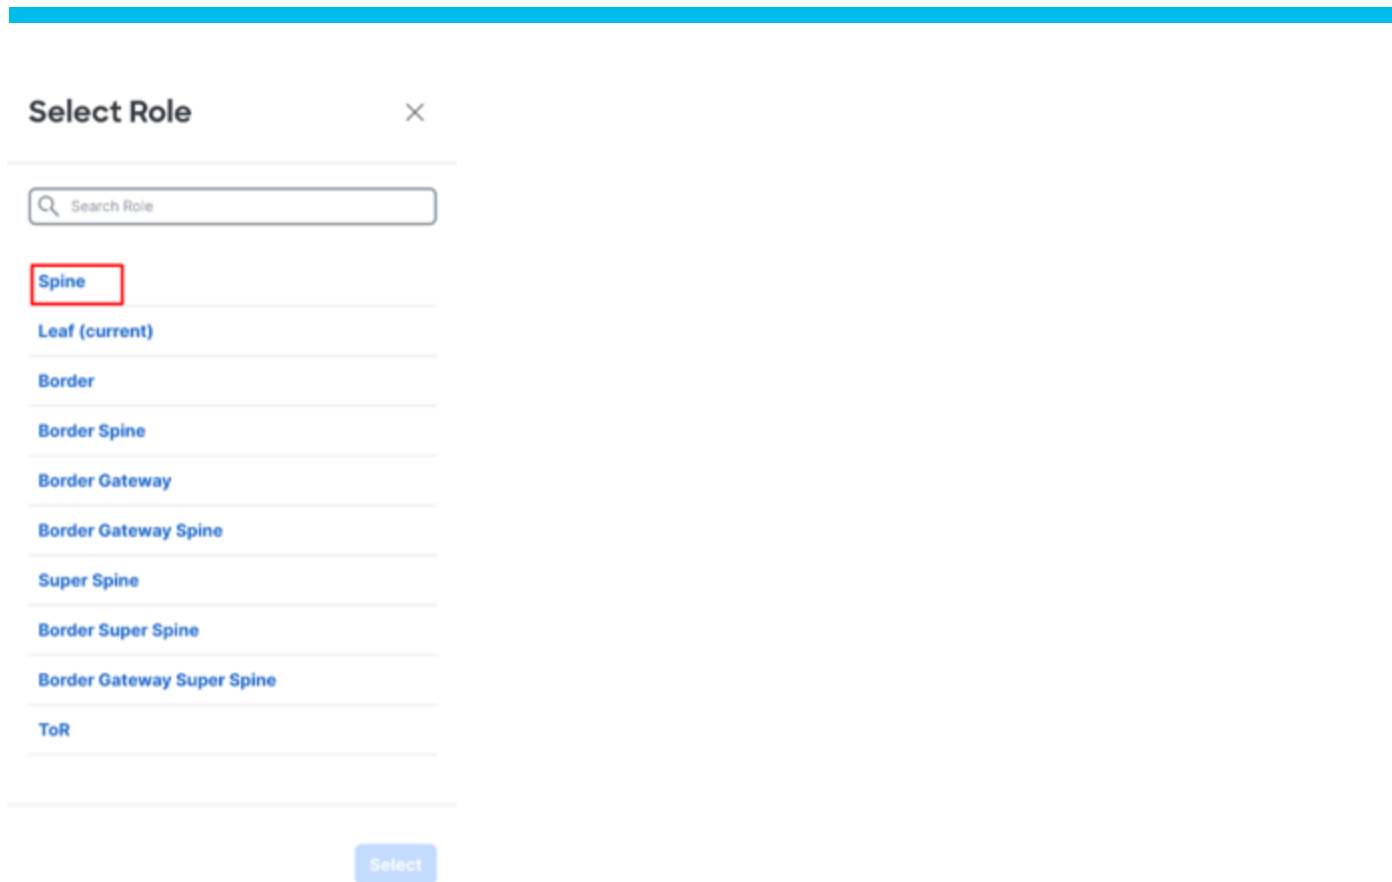 Select Role
Search Role
Spine
Leaf (current)
Border
Border Spine
Border Gateway
Border Gateway Spine
Super Spine
Border Super Spine
Border Gateway Super Spine
ToR
Select